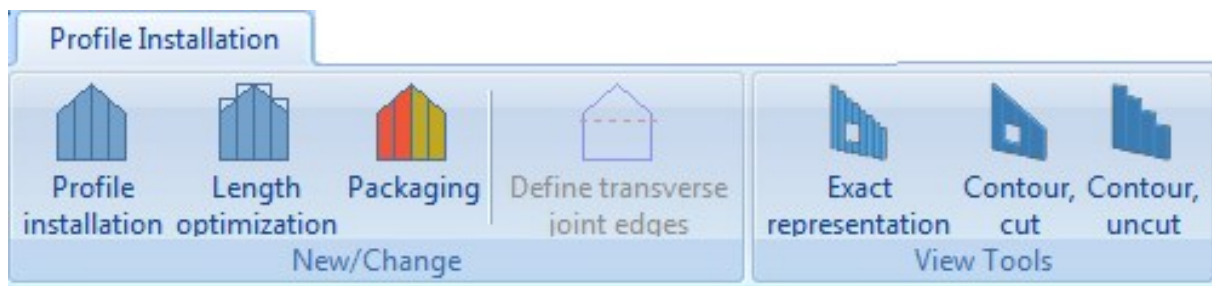 Profile Installation
Profile installation
Length optimization
Packaging
Define transverse joint edges
Exact representation
Contour, cut
Contour, uncut
New/Change
View Tools